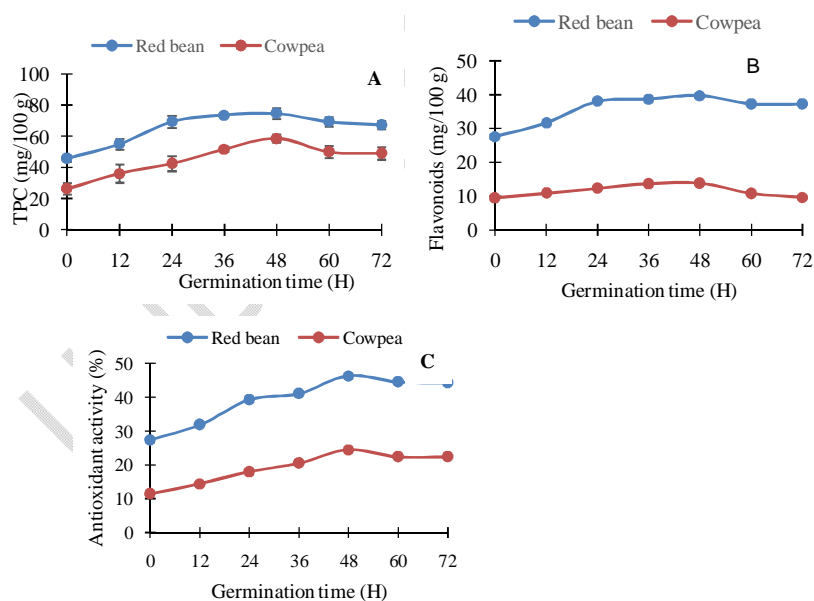 Red bean Cowpea
A
TPC (mg/100 g)
100
80
60
40
20
0
0 12 24 36 48 60 72
Germination time (H)
Red bean Cowpea
B
Flavonoids (mg/100 g)
50
40
30
20
10
0
0 12 24 36 48 60 72
Germination time (H)
Red bean Cowpea
C
Antioxidant activity (%)
50
40
30
20
10
0
0 12 24 36 48 60 72
Germination time (H)